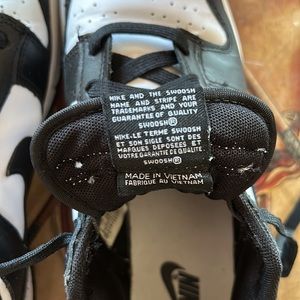 NIKE AND THE SWOOSH
NAME AND STRIPE ARE
TRADEMARKS AND YOUR
GUARANTEE OF QUALITY
SWOOSH®
NIKE-LE TERME SWOOSH
ET SON SIGLE SONT DES
MARQUES DEPOSEES ET
VOTRE GARANTIE DE QUALITE
SWOOSH®
MADE IN VIETNAM
FABRIQUE AU VIETNAM
NIKE